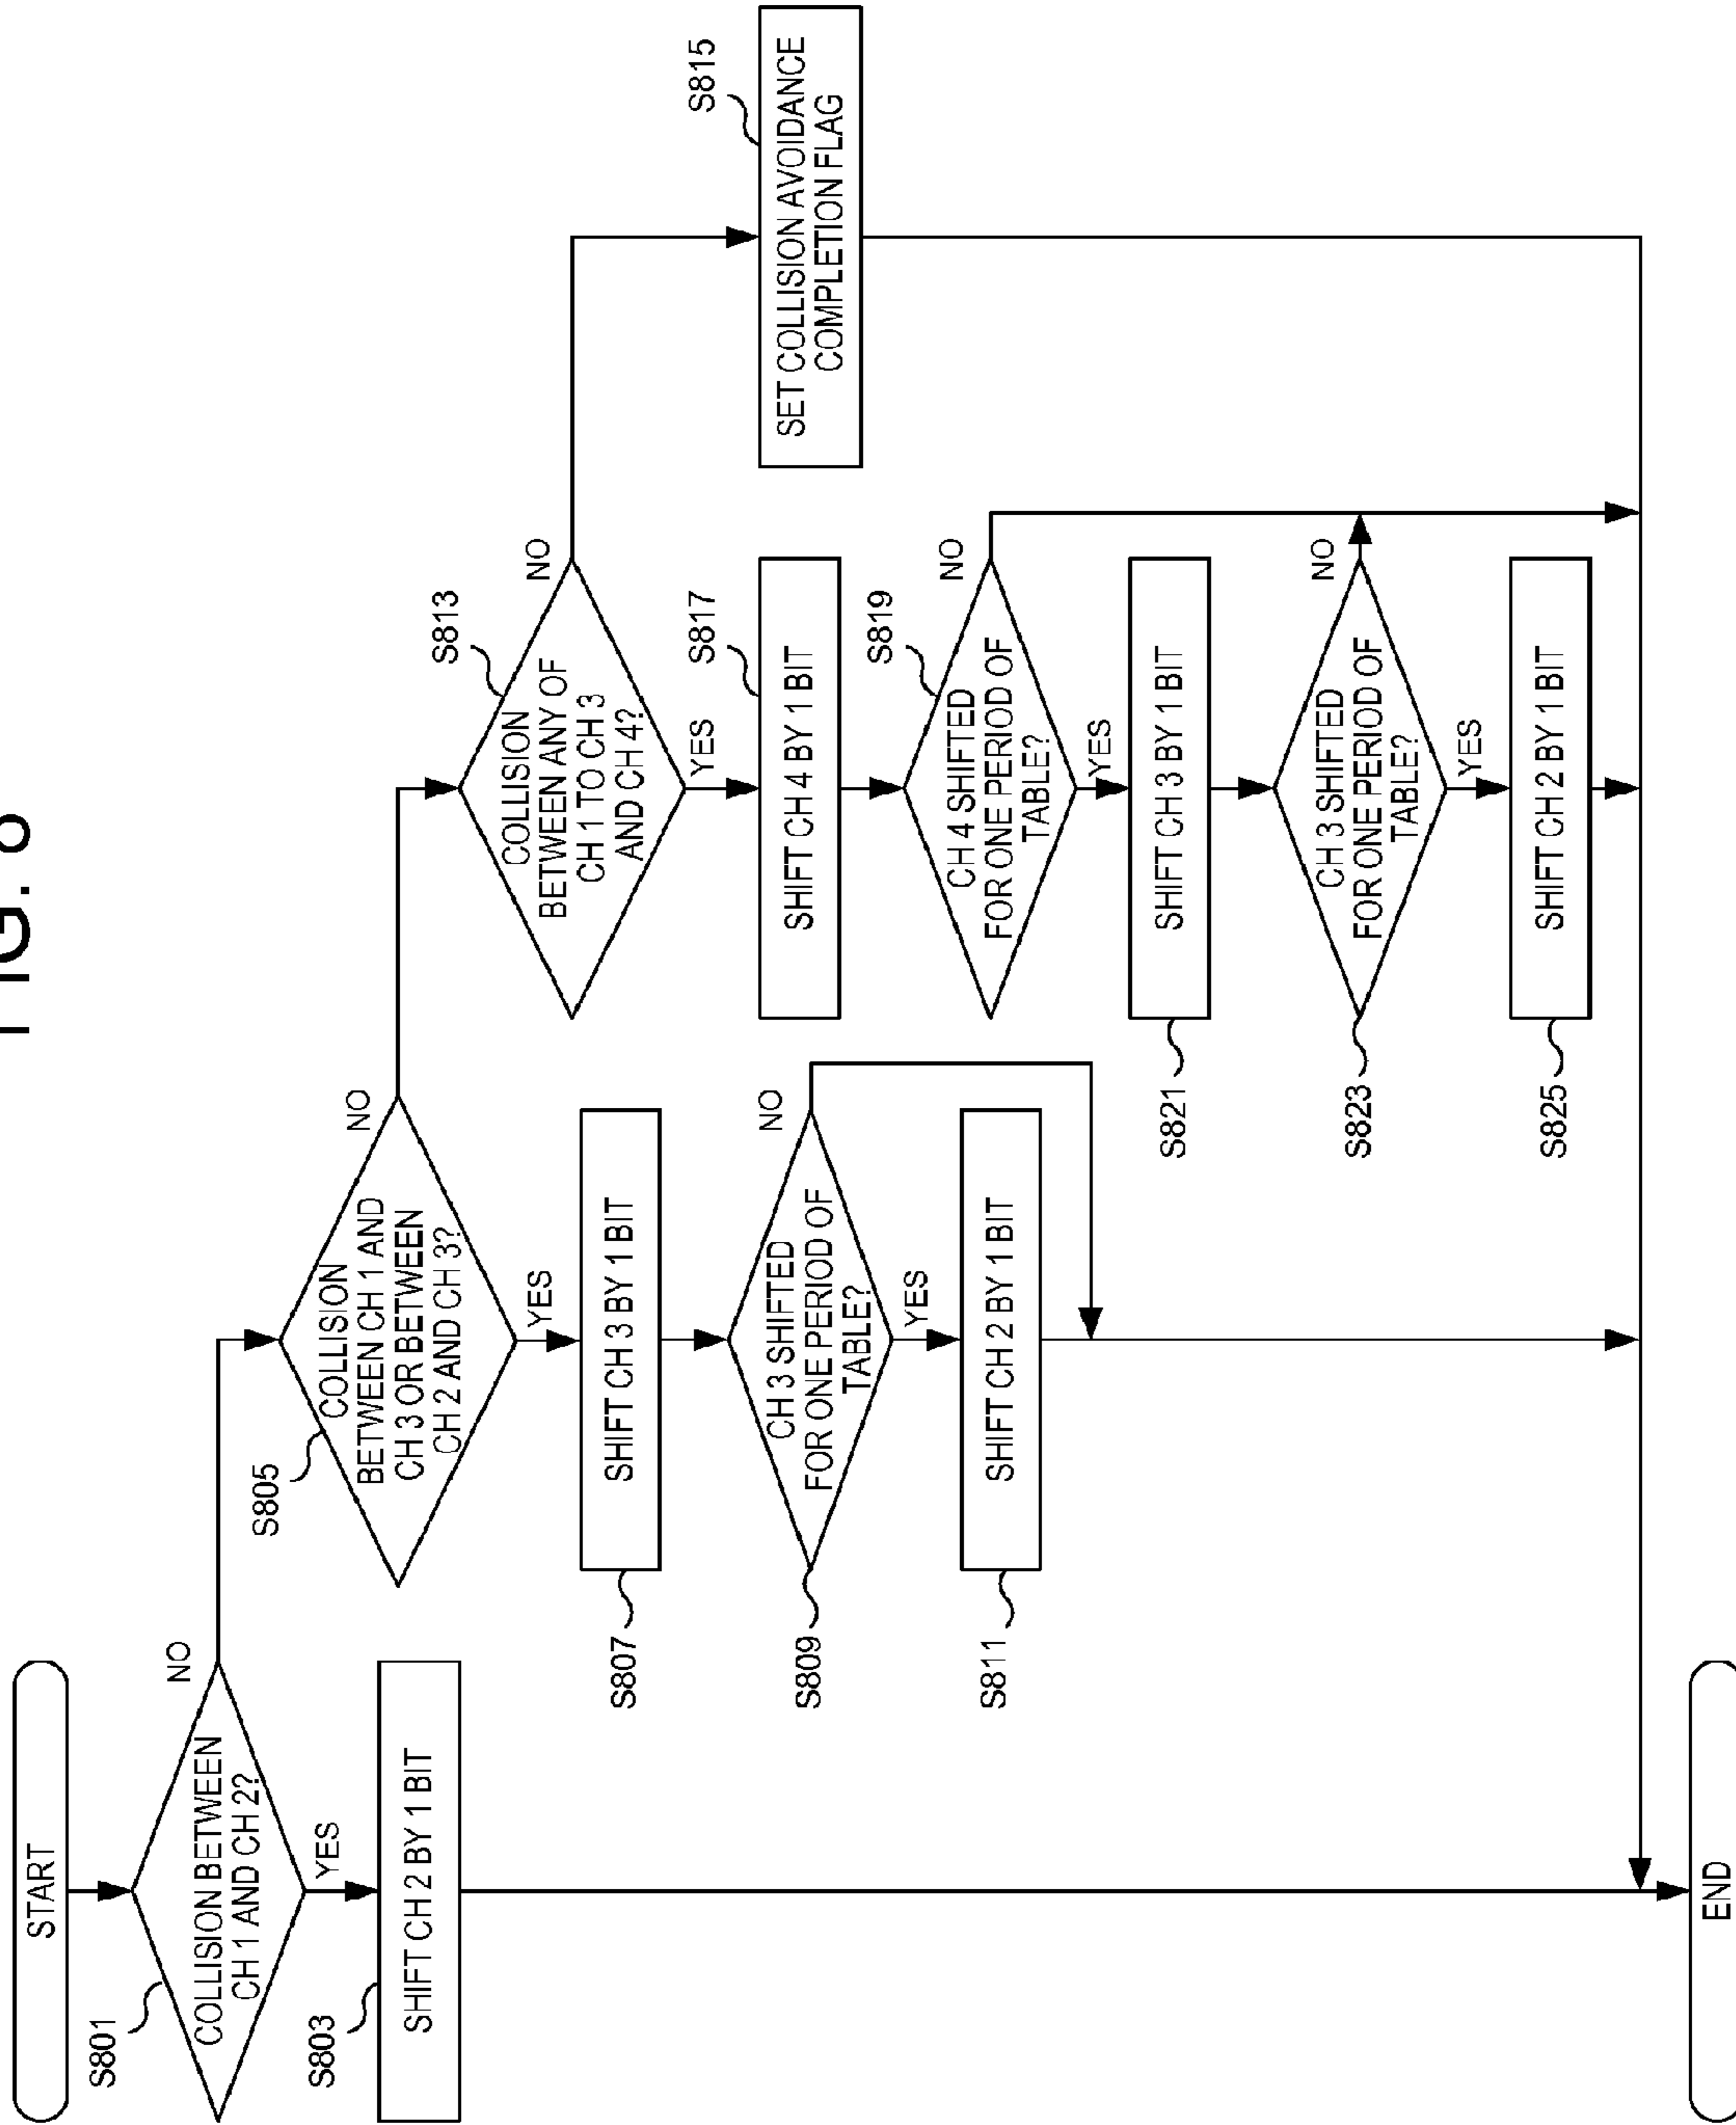 FIG. 8
START
S801
COLLISION BETWEEN
CH 1 AND CH 2?
NO
YES
S803
SHIFT CH 2 BY 1 BIT
S805
COLLISION
BETWEEN CH 1 AND
CH 3 OR BETWEEN
CH 2 AND CH 3?
NO
YES
S807
SHIFT CH 3 BY 1 BIT
S809
CH 3 SHIFTED
FOR ONE PERIOD OF
TABLE?
NO
YES
S811
SHIFT CH 2 BY 1 BIT
S813
COLLISION
BETWEEN ANY OF
CH 1 TO CH 3
AND CH 4?
NO
YES
S815
SET COLLISION AVOIDANCE
COMPLETION FLAG
S817
SHIFT CH 4 BY 1 BIT
S819
CH 4 SHIFTED
FOR ONE PERIOD OF
TABLE?
NO
YES
S821
SHIFT CH 3 BY 1 BIT
S823
CH 3 SHIFTED
FOR ONE PERIOD OF
TABLE?
NO
YES
S825
SHIFT CH 2 BY 1 BIT
END